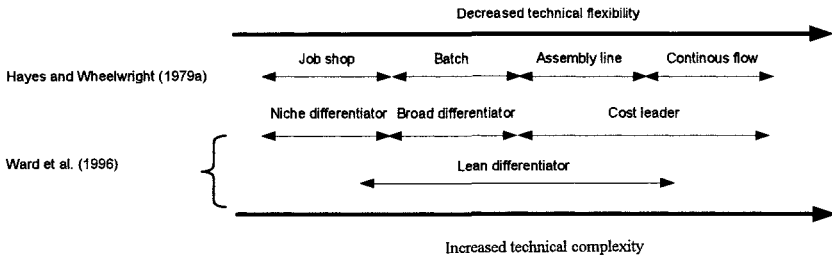 Decreased technical flexibility
Job shop Batch Assembly line Continous flow
Hayes and Wheelwright (1979a)
Niche differentiator Broad differentiator Cost leader
Ward et al. (1996)
Lean differentiator
Increased technical complexity